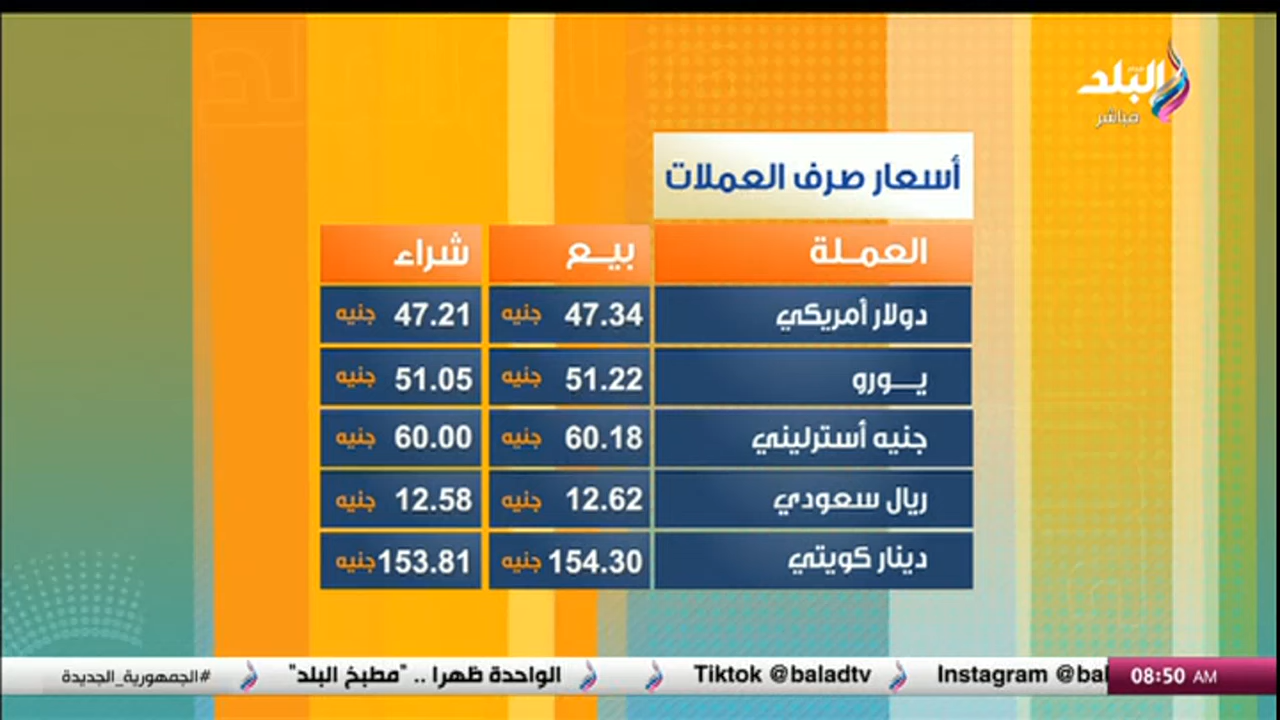 البلد
مباشر
أسعار صرف العملات
العملة بيع شراء
دولار أمريكي 47.34 جنيه 47.21 جنيه
يورو 51.22 جنيه 51.05 جنيه
جنيه أسترليني 60.18 جنيه 60.00 جنيه
ريال سعودي 12.62 جنيه 12.58 جنيه
دينار كويتي 154.30 جنيه 153.81 جنيه
#الجمهورية_الجديدة الواحدة ظهرا .. "مطبخ البلد" Tiktok @baladtv Instagram @bal 08:50 AM